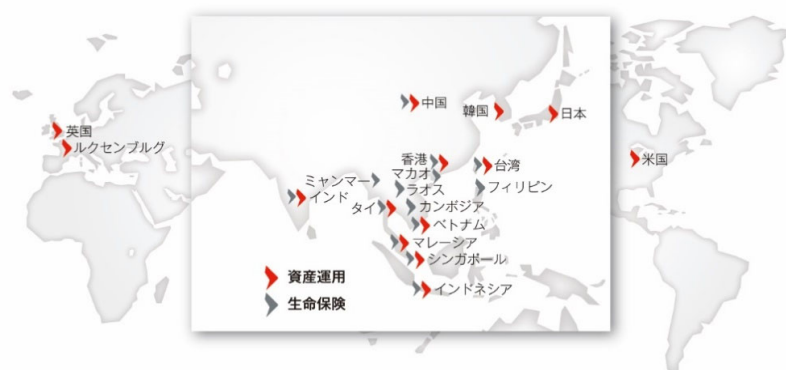 英国
ルクセンブルグ
中国
韓国
日本
米国
香港
マカオ
台湾
ミャンマー
ラオス
フィリピン
インド
タイ
カンボジア
ベトナム
マレーシア
シンガポール
インドネシア
資産運用
生命保険